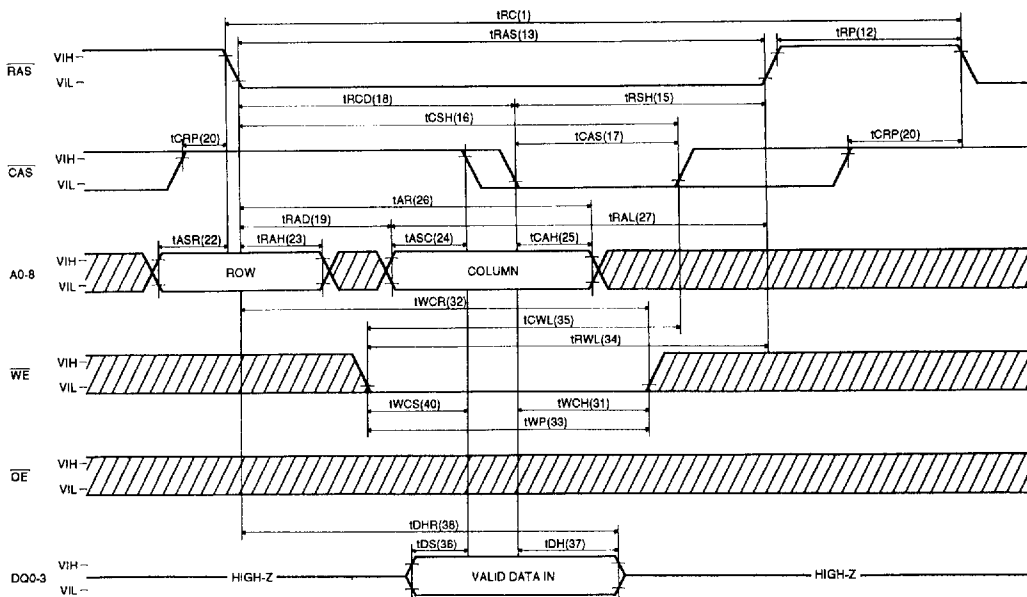 tRC(1)
tRAS(13)
tRP(12)
RAS
VIH
VIL
tRCD(18)
tRSH(15)
tCSH(16)
tCRP(20)
tCAS(17)
tCRP(20)
CAS
VIH
VIL
tAR(26)
tRAD(19)
tRAL(27)
tASR(22)
tRAH(23)
tASC(24)
tCAH(25)
A0-8
VIH
VIL
ROW
COLUMN
tWCR(32)
tCWL(35)
tRWL(34)
WE
VIH
VIL
tWCS(40)
tWCH(31)
tWP(33)
OE
VIH
VIL
tDHR(38)
tDS(36)
tDH(37)
DQ0-3
VIH
VIL
HIGH-Z
VALID DATA IN
HIGH-Z